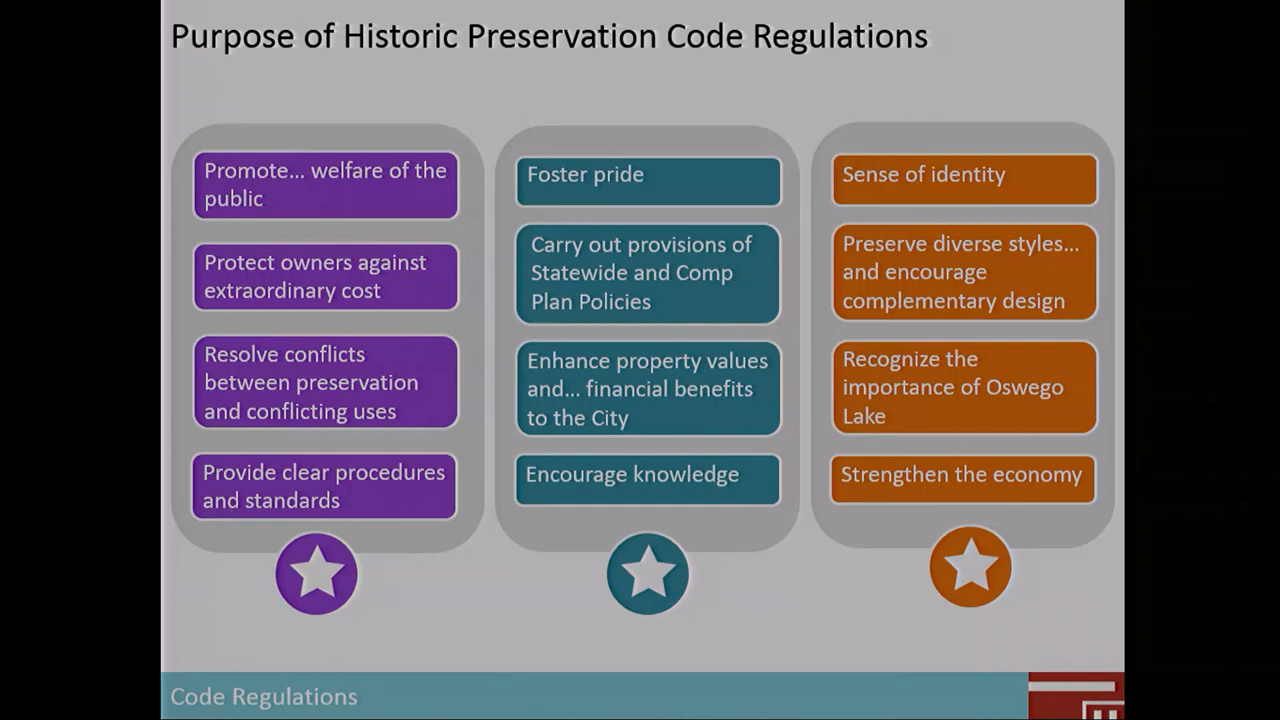 Purpose of Historic Preservation Code Regulations
Promote... welfare of the
public
Protect owners against
extraordinary cost
Resolve conflicts
between preservation
and conflicting uses
Provide clear procedures
and standards
Foster pride
Carry out provisions of
Statewide and Comp
Plan Policies
Enhance property values
and... financial benefits
to the City
Encourage knowledge
Sense of identity
Preserve diverse styles...
and encourage
complementary design
Recognize the
importance of Oswego
Lake
Strengthen the economy
Code Regulations